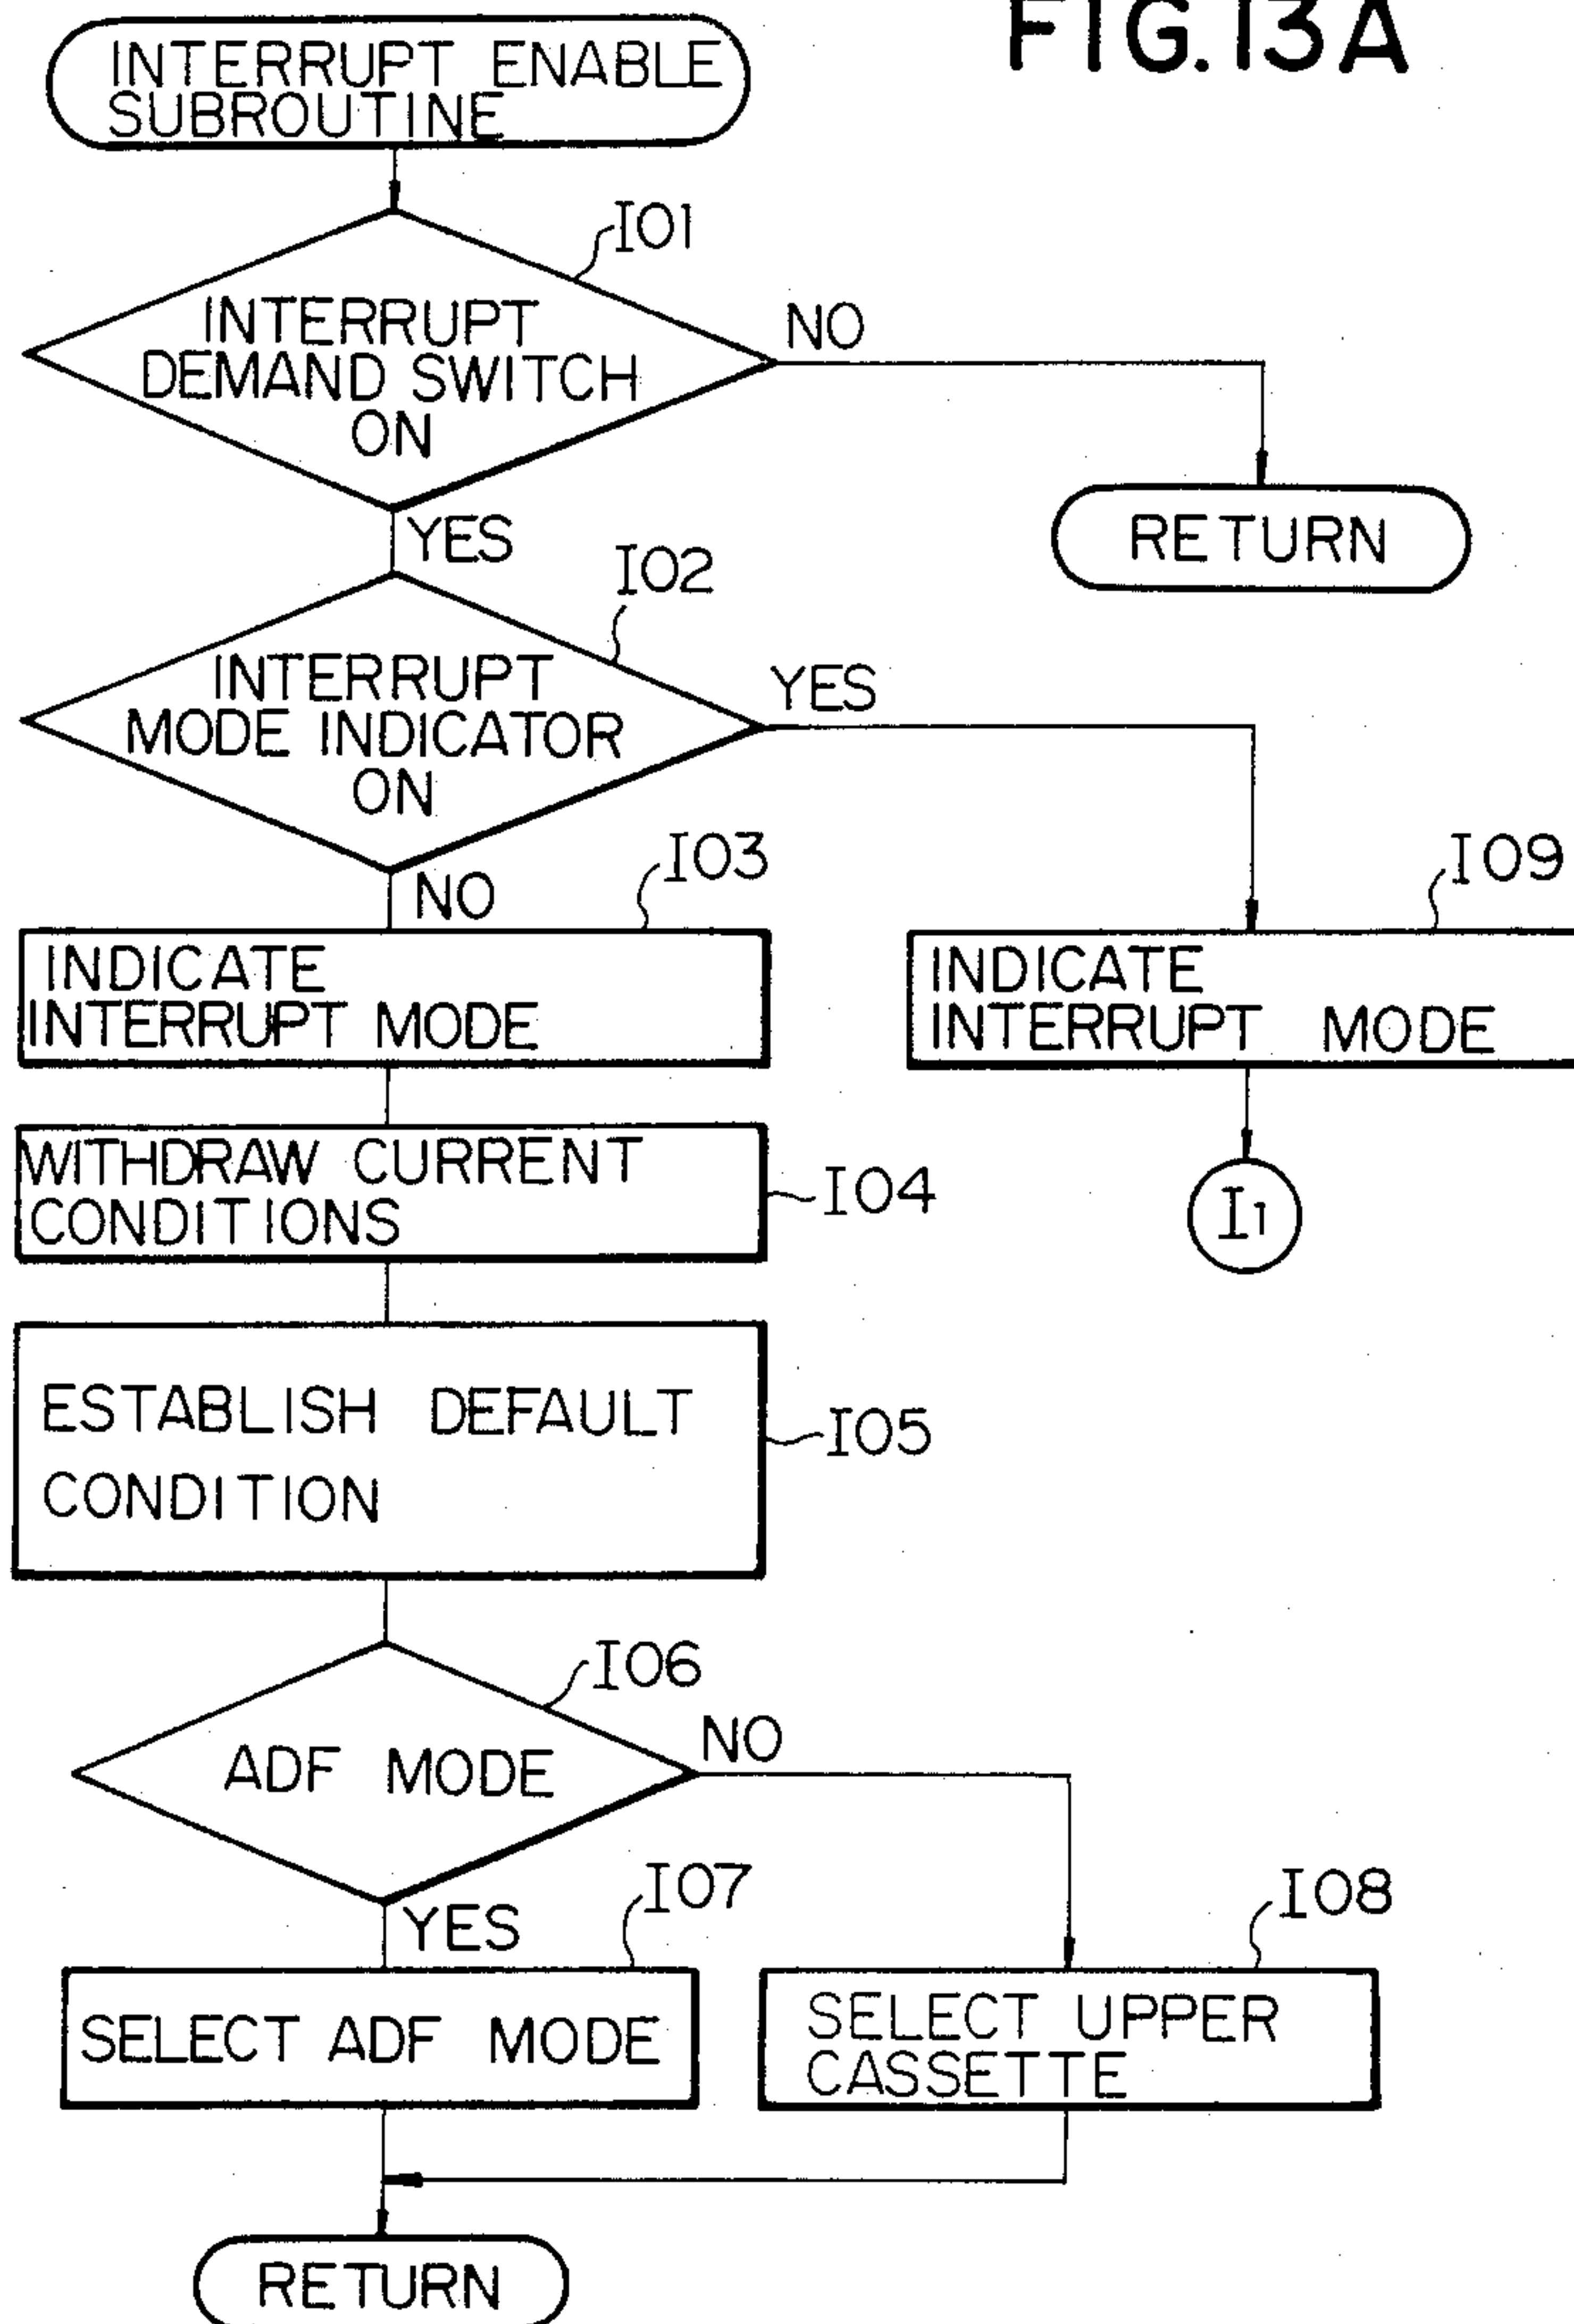 FIG.13A
INTERRUPT ENABLE
SUBROUTINE
I01
INTERRUPT
DEMAND SWITCH
ON
NO
YES
RETURN
I02
INTERRUPT
MODE INDICATOR
ON
YES
NO
I03
INDICATE
INTERRUPT MODE
I09
INDICATE
INTERRUPT MODE
WITHDRAW CURRENT
CONDITIONS
I04
I1
ESTABLISH DEFAULT
CONDITION
I05
I06
ADF MODE
NO
YES
I07
SELECT ADF MODE
I08
SELECT UPPER
CASSETTE
RETURN